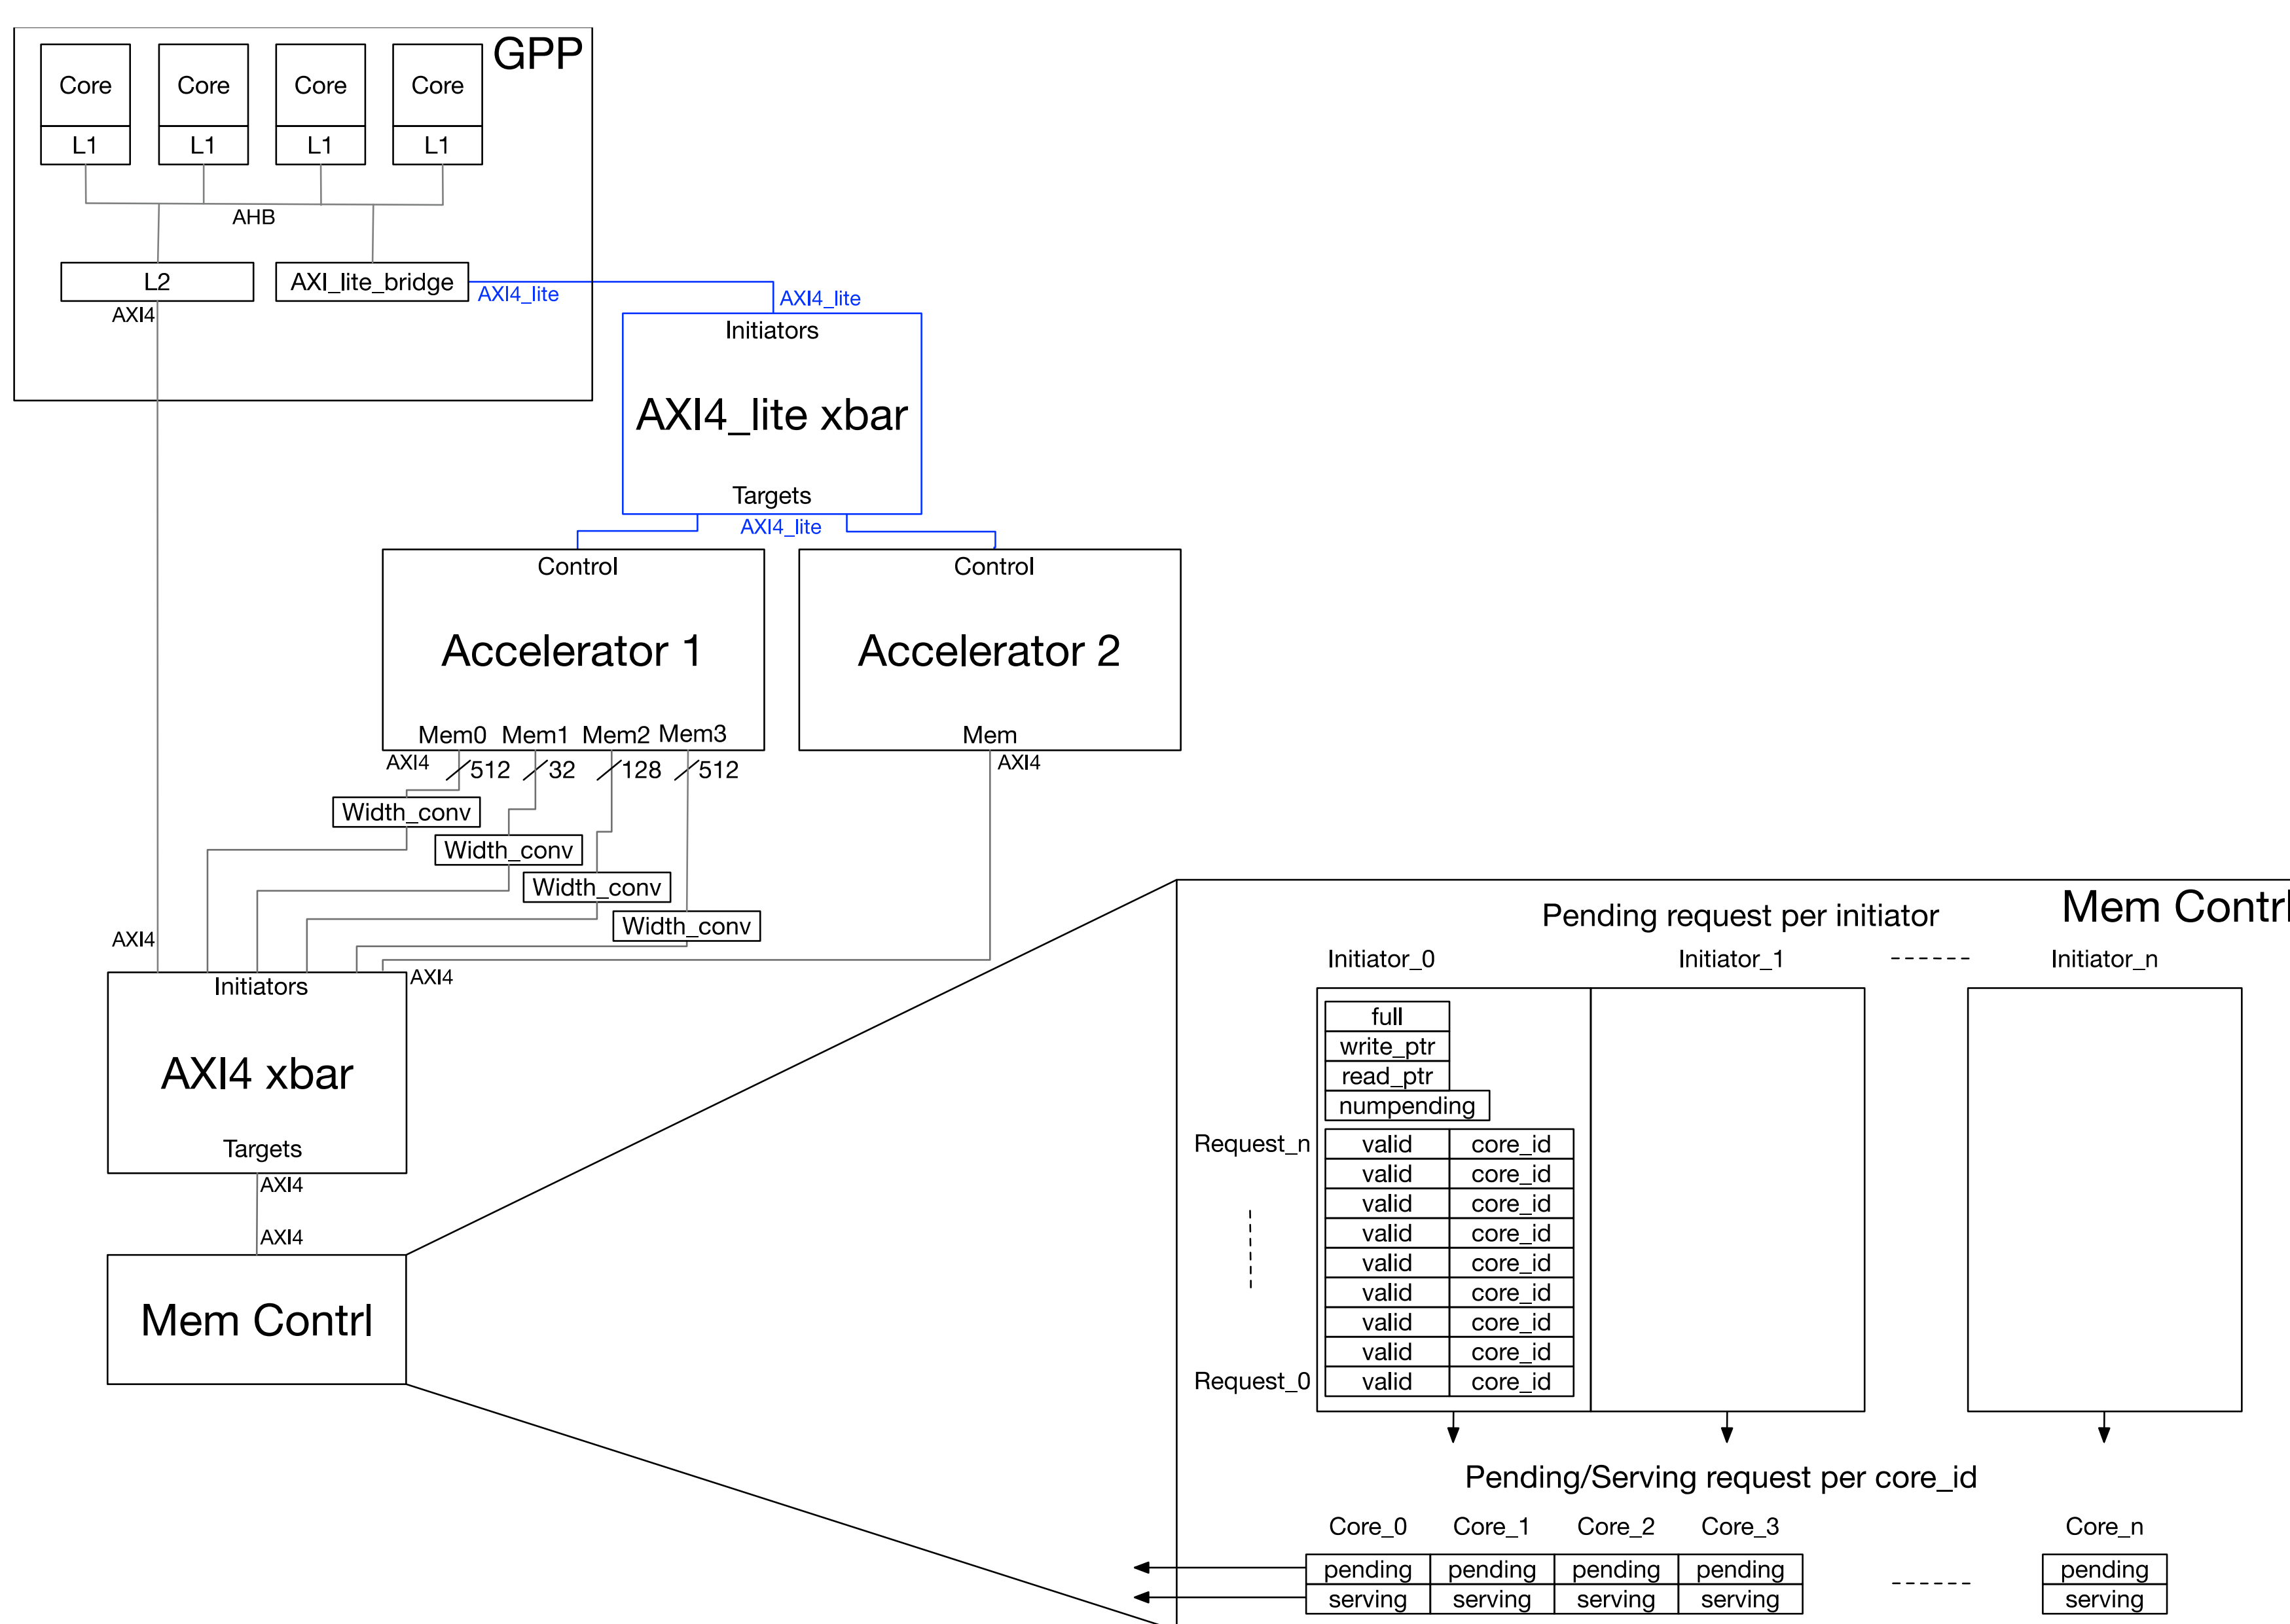 GPP
Core Core Core Core
L1 L1 L1 L1
AHB
L2 AXI_lite_bridge
AXI4_lite AXI4_lite
AXI4
Initiators
AXI4_lite xbar
Targets
AXI4_lite
Control Control
Accelerator 1 Accelerator 2
Mem0 Mem1 Mem2 Mem3 Mem
AXI4 512 32 128 512 AXI4
Width_conv
Width_conv
Width_conv
Width_conv
AXI4
Initiators AXI4
AXI4 xbar
Targets
AXI4
AXI4
Mem Contrl
Mem Contrl
Pending request per initiator
Initiator_0 Initiator_1 Initiator_n
full
write_ptr
read_ptr
numpending
Request_n valid core_id
valid core_id
valid core_id
valid core_id
valid core_id
valid core_id
valid core_id
valid core_id
Request_0 valid core_id
Pending/Serving request per core_id
Core_0 Core_1 Core_2 Core_3 Core_n
pending pending pending pending pending
serving serving serving serving serving